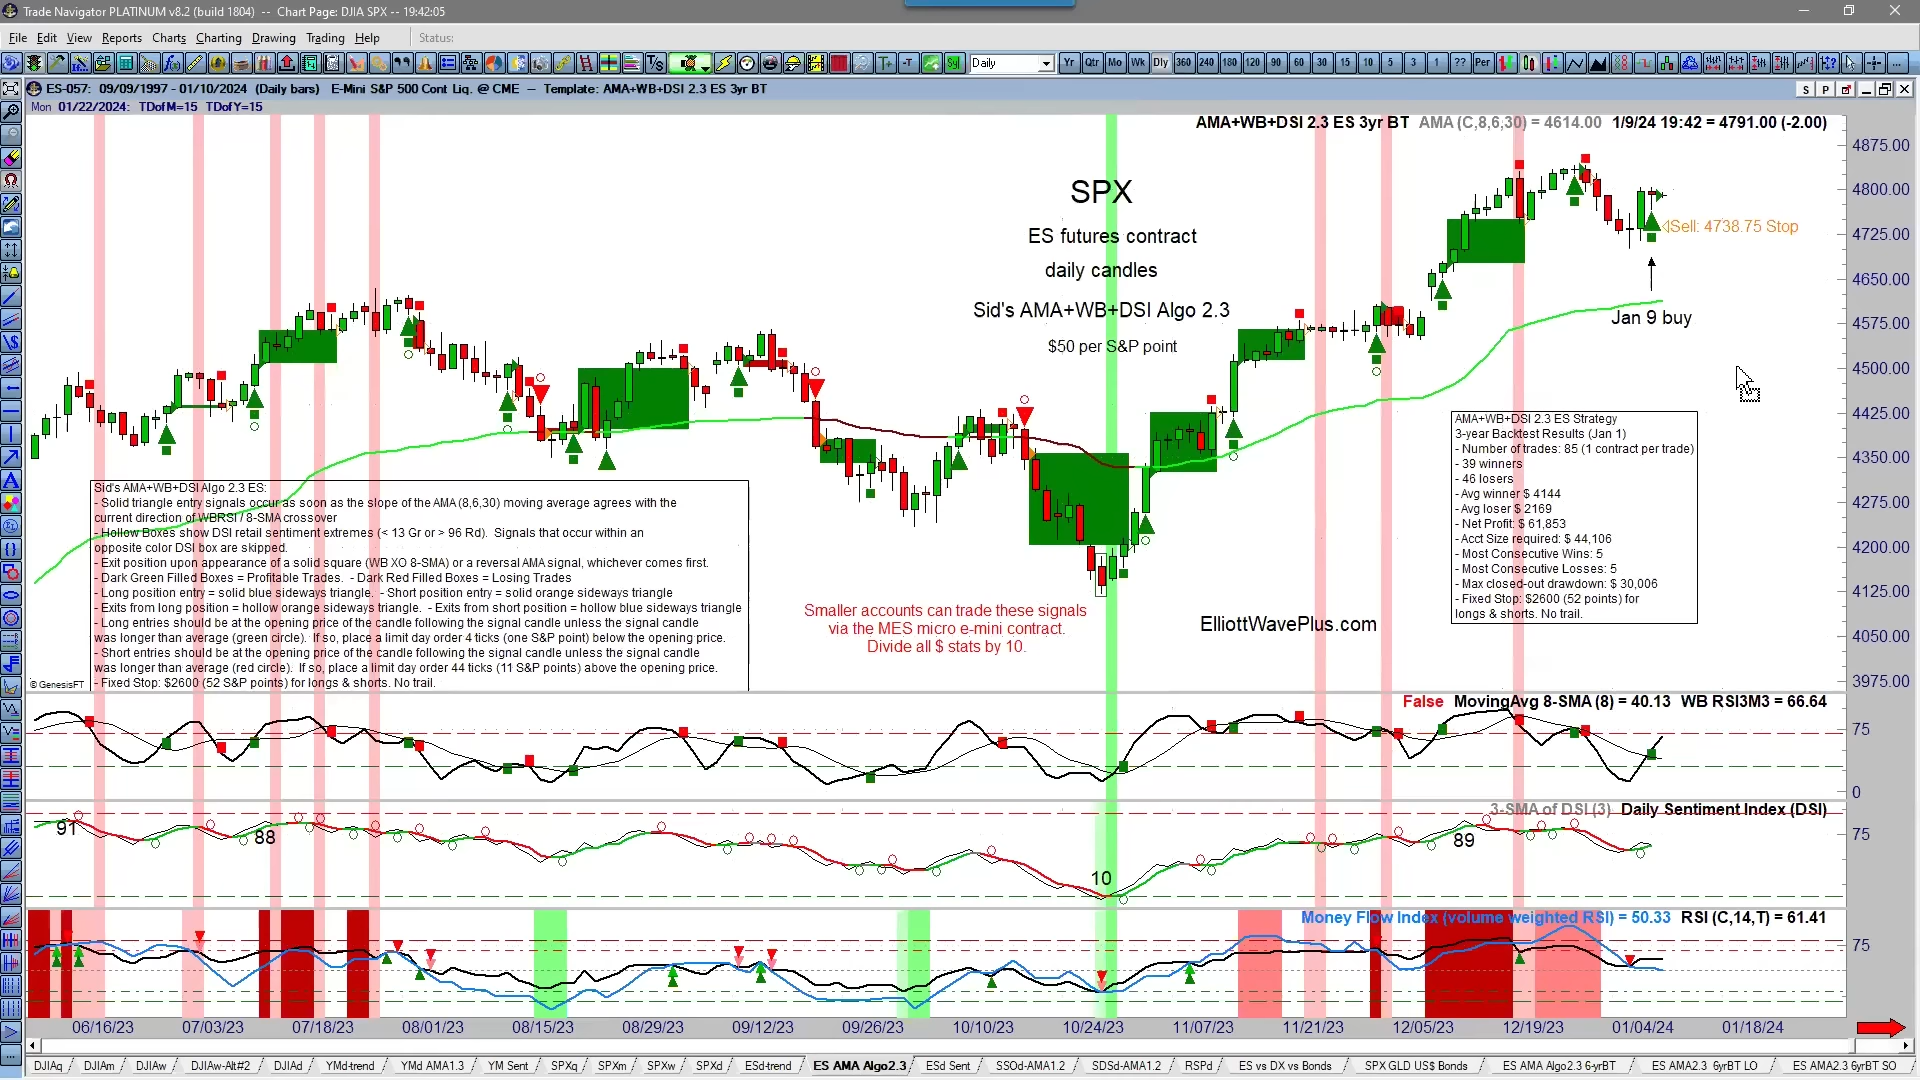 Trade Navigator PLATINUM v8.2 (build 1804)  --  Chart Page: DJIA SPX -- 19:42:05
File Edit View Reports Charts Charting Drawing Trading Help Status:
Daily Yr Qtr Mo Wk Dly 360 240 180 120 90 60 30 15 10 5 3 1 ?? Per
ES-057: 09/09/1997 - 01/10/2024 (Daily bars) E-Mini S&P 500 Cont Liq. @ CME — Template: AMA+WB+DSI 2.3 ES 3yr BT
S P
Mon 01/22/2024: TDofM=15 TDofY=15
AMA+WB+DSI 2.3 ES 3yr BT AMA (C,8,6,30) = 4614.00 1/9/24 19:42 = 4791.00 (-2.00)
4875.00
4800.00
4725.00
4650.00
4575.00
4500.00
4425.00
4350.00
4275.00
4200.00
4125.00
4050.00
3975.00
SPX
ES futures contract
daily candles
Sid's AMA+WB+DSI Algo 2.3
$50 per S&P point
Sell: 4738.75 Stop
Jan 9 buy
AMA+WB+DSI 2.3 ES Strategy
3-year Backtest Results (Jan 1)
- Number of trades: 85 (1 contract per trade)
- 39 winners
- 46 losers
- Avg winner $ 4144
- Avg loser $ 2169
- Net Profit: $ 61,853
- Acct Size required: $ 44,106
- Most Consecutive Wins: 5
- Most Consecutive Losses: 5
- Max closed-out drawdown: $ 30,006
- Fixed Stop: $2600 (52 points) for
longs & shorts. No trail.
Sid's AMA+WB+DSI Algo 2.3 ES:
- Solid triangle entry signals occur as soon as the slope of the AMA (8,6,30) moving average agrees with the
current direction of WBRSI / 8-SMA crossover
- Hollow Boxes show DSI retail sentiment extremes (< 13 Gr or > 96 Rd). Signals that occur within an
opposite color DSI box are skipped.
- Exit position upon appearance of a solid square (WB XO 8-SMA) or a reversal AMA signal, whichever comes first.
- Dark Green Filled Boxes = Profitable Trades. - Dark Red Filled Boxes = Losing Trades
- Long position entry = solid blue sideways triangle. - Short position entry = solid orange sideways triangle
- Exits from long position = hollow orange sideways triangle. - Exits from short position = hollow blue sideways triangle
- Long entries should be at the opening price of the candle following the signal candle unless the signal candle
was longer than average (green circle). If so, place a limit day order 4 ticks (one S&P point) below the opening price.
- Short entries should be at the opening price of the candle following the signal candle unless the signal candle
was longer than average (red circle). If so, place a limit day order 44 ticks (11 S&P points) above the opening price.
- Fixed Stop: $2600 (52 S&P points) for longs & shorts. No trail.
© GenesisFT
Smaller accounts can trade these signals
via the MES micro e-mini contract.
Divide all $ stats by 10.
ElliottWavePlus.com
False MovingAvg 8-SMA (8) = 40.13 WB RSI3M3 = 66.64
75
0
3-SMA of DSI (3) Daily Sentiment Index (DSI)
91
88
10
89
75
Money Flow Index (volume weighted RSI) = 50.33 RSI (C,14,T) = 61.41
75
06/16/23 07/03/23 07/18/23 08/01/23 08/15/23 08/29/23 09/12/23 09/26/23 10/10/23 10/24/23 11/07/23 11/21/23 12/05/23 12/19/23 01/04/24 01/18/24
DJIAq DJIAm DJIAw DJIAw-Alt#2 DJIAd YMd-trend YMd AMA1.3 YM Sent SPXq SPXm SPXw SPXd ESd-trend ES AMA Algo2.3 ESd Sent SSOd-AMA1.2 SDSd-AMA1.2 RSPd ES vs DX vs Bonds SPX GLD US$ Bonds ES AMA Algo2.3 6-yrBT ES AMA2.3 6yrBT LO ES AMA2.3 6yrBT SO